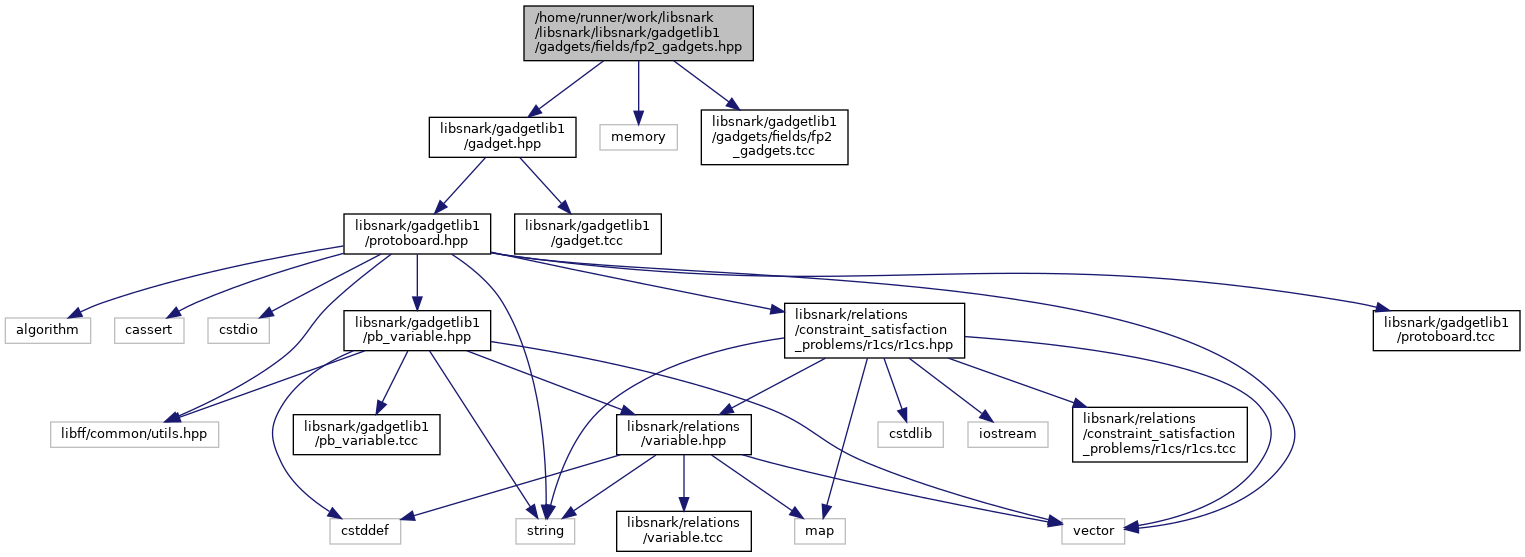 /home/runner/work/libsnark
/libsnark/libsnark/gadgetlib1
/gadgets/fields/fp2_gadgets.hpp
libsnark/gadgetlib1
/gadget.hpp
memory
libsnark/gadgetlib1
/gadgets/fields/fp2
_gadgets.tcc
libsnark/gadgetlib1
/protoboard.hpp
libsnark/gadgetlib1
/gadget.tcc
algorithm
cassert
cstdio
libsnark/gadgetlib1
/pb_variable.hpp
libsnark/relations
/constraint_satisfaction
_problems/r1cs/r1cs.hpp
libsnark/gadgetlib1
/protoboard.tcc
libff/common/utils.hpp
libsnark/gadgetlib1
/pb_variable.tcc
libsnark/relations
/variable.hpp
cstdlib
iostream
libsnark/relations
/constraint_satisfaction
_problems/r1cs/r1cs.tcc
cstddef
string
libsnark/relations
/variable.tcc
map
vector